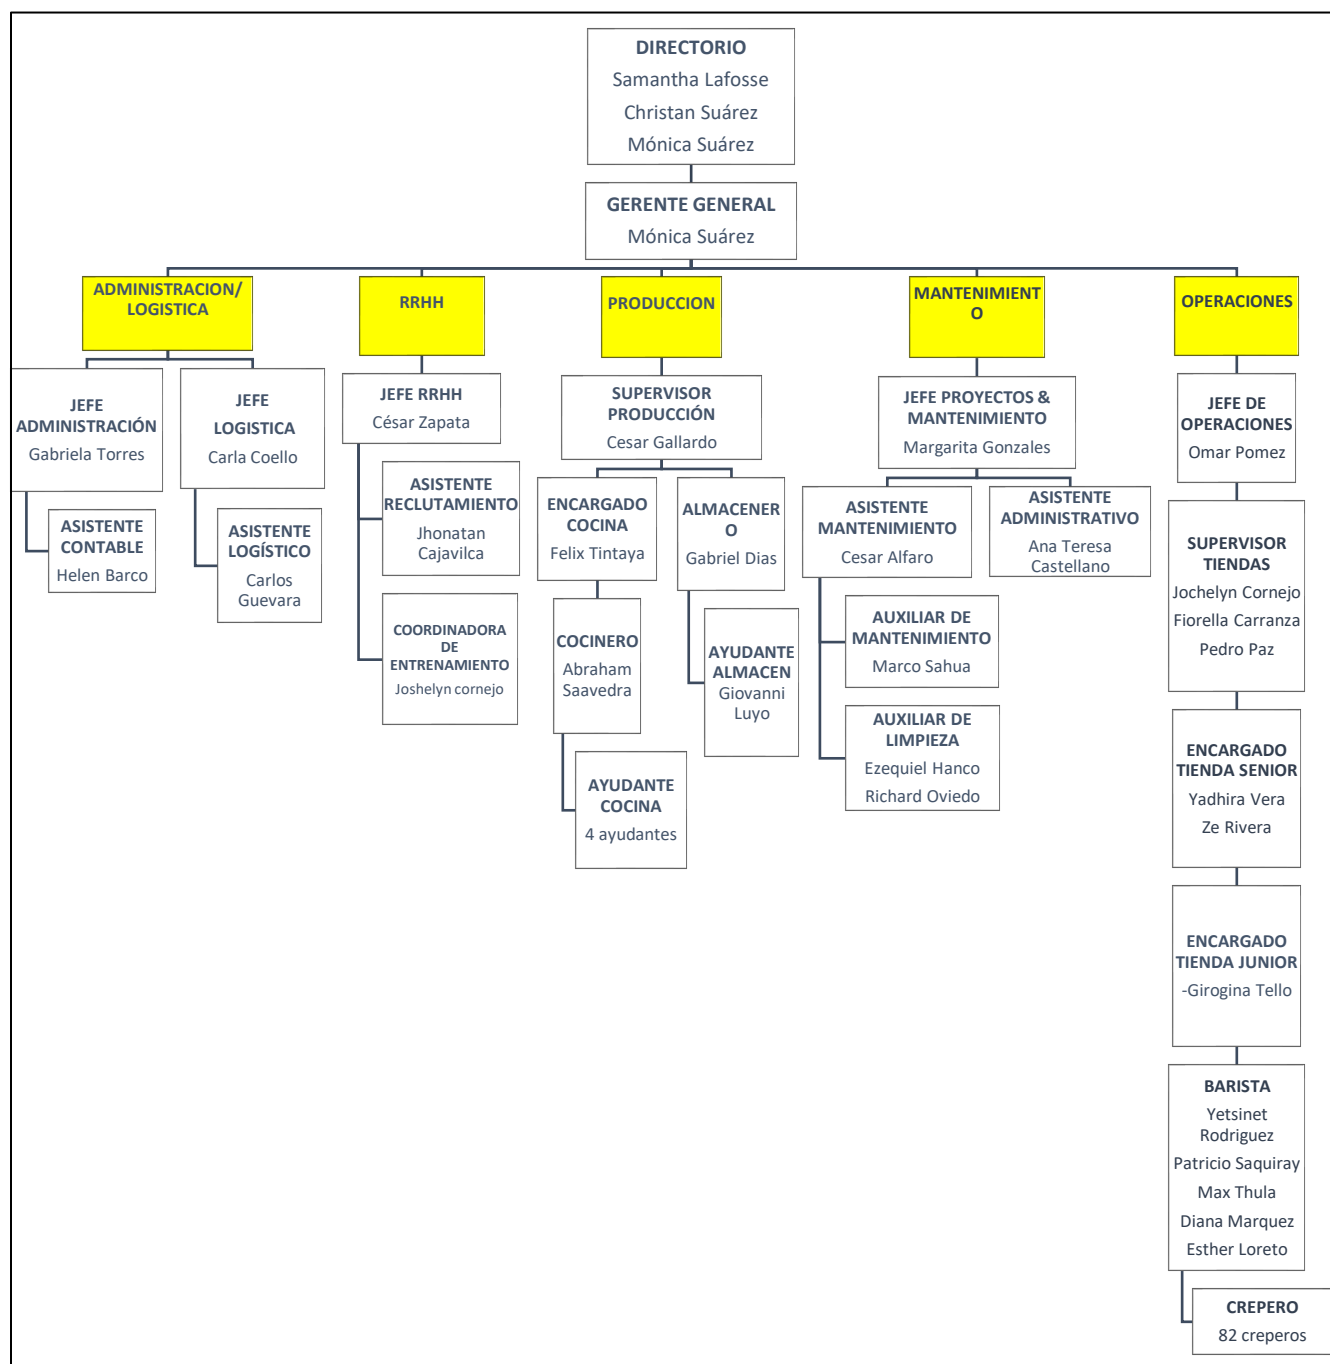 DIRECTORIO
Samantha Lafosse
Christan Suárez
Mónica Suárez
GERENTE GENERAL
Mónica Suárez
ADMINISTRACION/
LOGISTICA
RRHH
PRODUCCION
MANTENIMIENT
O
OPERACIONES
JEFE
ADMINISTRACIÓN
Gabriela Torres
JEFE
LOGISTICA
Carla Coello
ASISTENTE
CONTABLE
Helen Barco
ASISTENTE
LOGÍSTICO
Carlos
Guevara
JEFE RRHH
César Zapata
ASISTENTE
RECLUTAMIENTO
Jhonatan
Cajavilca
COORDINADORA
DE
ENTRENAMIENTO
Joshelyn cornejo
SUPERVISOR
PRODUCCIÓN
Cesar Gallardo
ENCARGADO
COCINA
Felix Tintaya
ALMACENER
O
Gabriel Dias
COCINERO
Abraham
Saavedra
AYUDANTE
ALMACEN
Giovanni
Luyo
AYUDANTE
COCINA
4 ayudantes
JEFE PROYECTOS &
MANTENIMIENTO
Margarita Gonzales
ASISTENTE
MANTENIMIENTO
Cesar Alfaro
ASISTENTE
ADMINISTRATIVO
Ana Teresa
Castellano
AUXILIAR DE
MANTENIMIENTO
Marco Sahua
AUXILIAR DE
LIMPIEZA
Ezequiel Hanco
Richard Oviedo
JEFE DE
OPERACIONES
Omar Pomez
SUPERVISOR
TIENDAS
Jochelyn Cornejo
Fiorella Carranza
Pedro Paz
ENCARGADO
TIENDA SENIOR
Yadhira Vera
Ze Rivera
ENCARGADO
TIENDA JUNIOR
-Girogina Tello
BARISTA
Yetsinet
Rodriguez
Patricio Saquiray
Max Thula
Diana Marquez
Esther Loreto
CREPERO
82 creperos